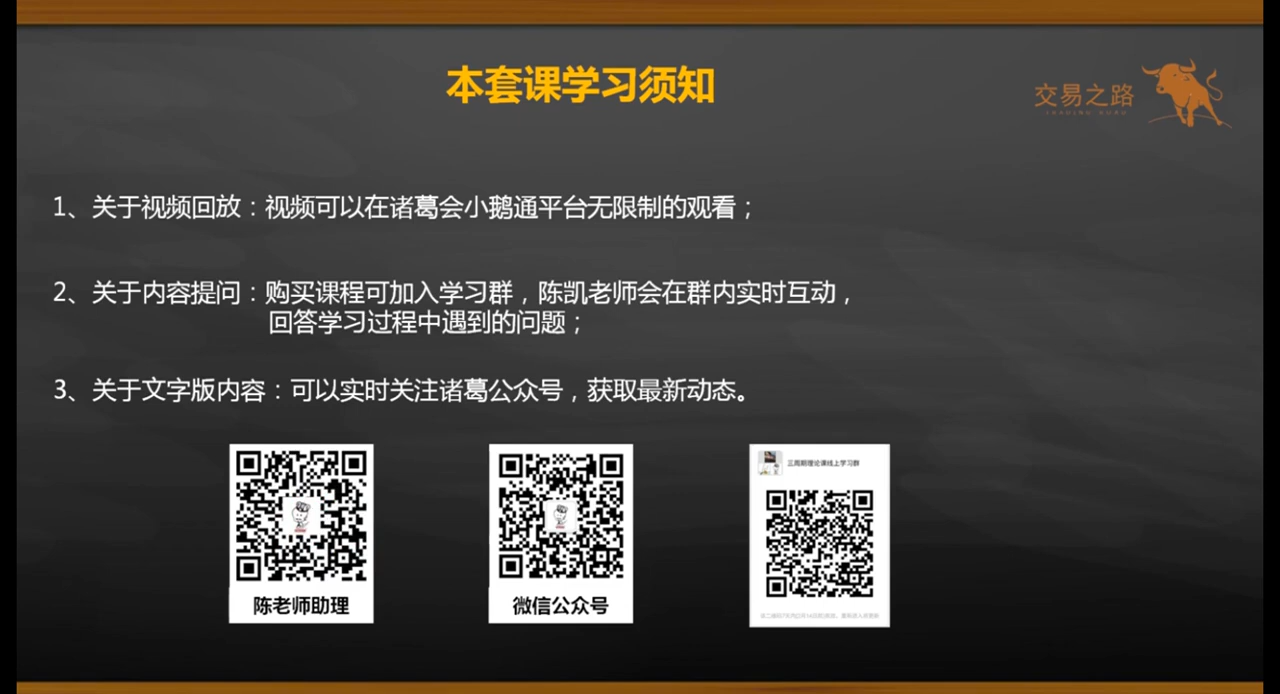 本套课学习须知
交易之路
TRADING ROAD
1、关于视频回放：视频可以在诸葛会小鹅通平台无限制的观看；
2、关于内容提问：购买课程可加入学习群，陈凯老师会在群内实时互动，
回答学习过程中遇到的问题；
3、关于文字版内容：可以实时关注诸葛公众号，获取最新动态。
三周期理论课线上学习群
陈老师助理
微信公众号